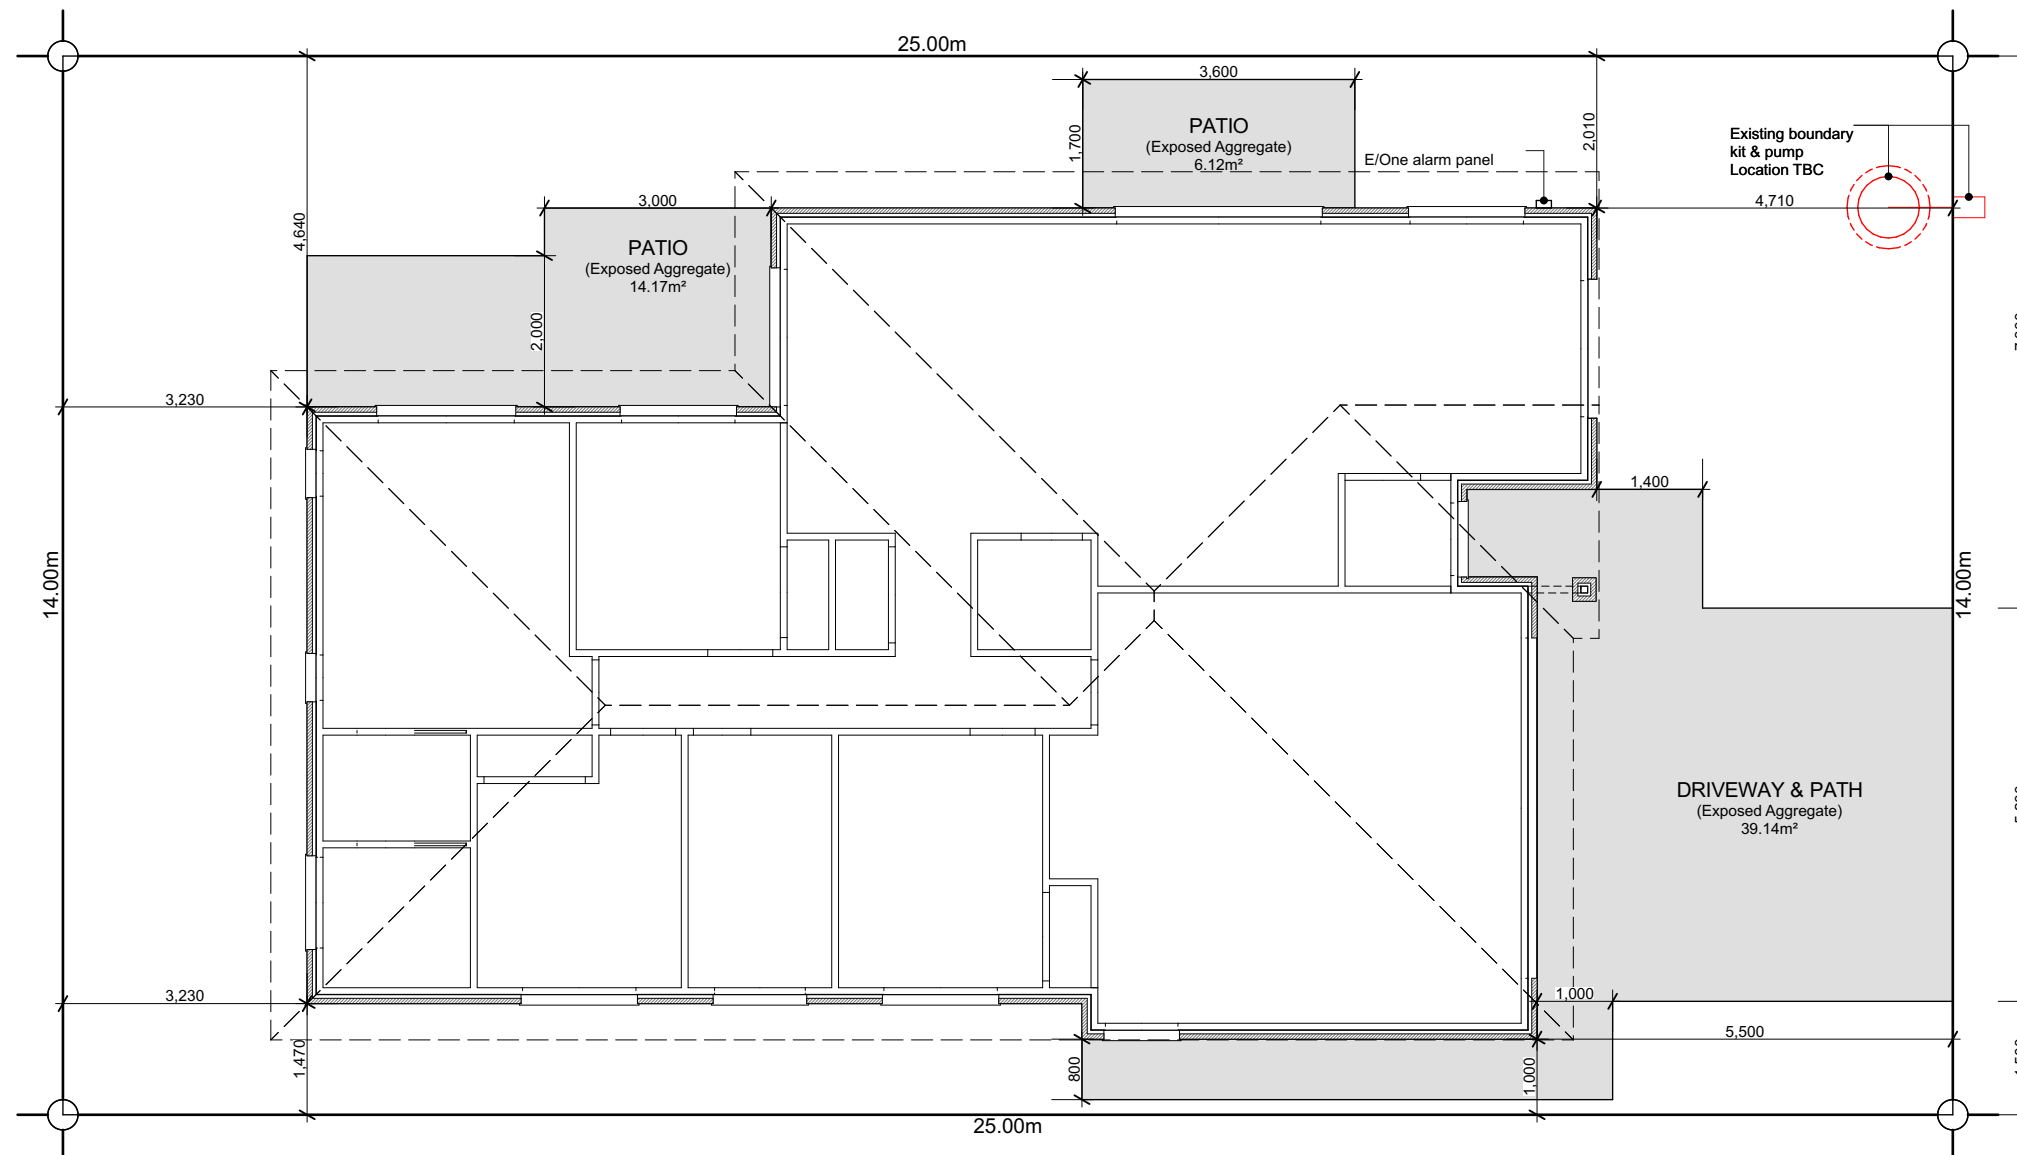 25.00m
3,600
PATIO
(Exposed Aggregate)
6.12m²
1,700
2,010
E/One alarm panel
Existing boundary
kit & pump
Location TBC
4,710
3,000
4,640
PATIO
(Exposed Aggregate)
14.17m²
2,000
3,230
1,400
14.00m
14.00m
DRIVEWAY & PATH
(Exposed Aggregate)
39.14m²
3,230
1,000
5,500
1,470
800
1,000
25.00m